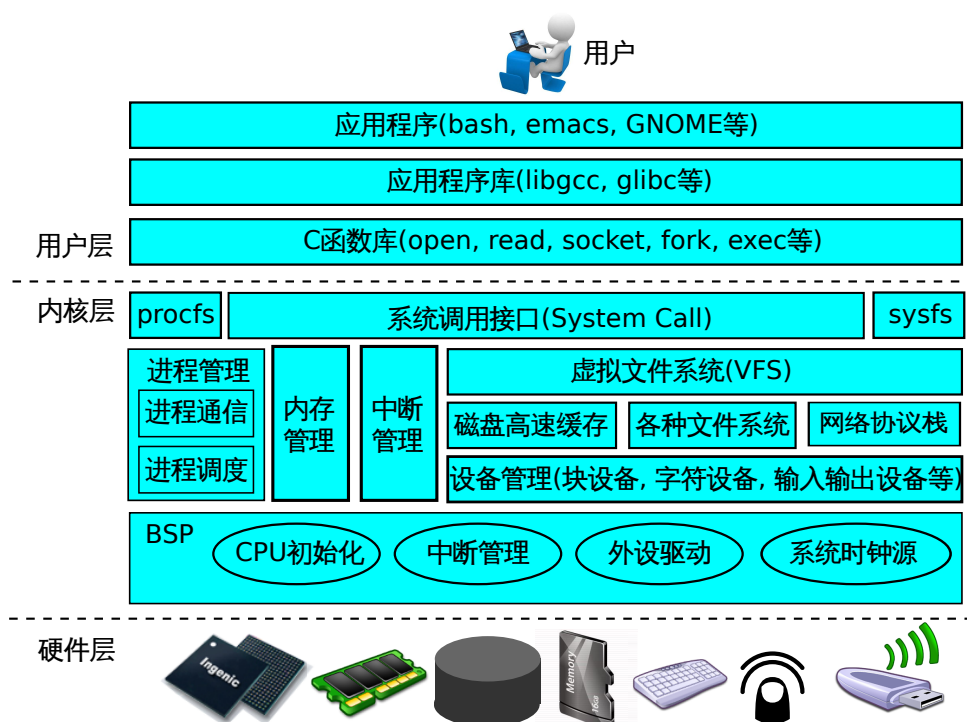 用户
应用程序(bash, emacs, GNOME等)
应用程序库(libgcc, glibc等)
用户层
C函数库(open, read, socket, fork, exec等)
内核层
procfs
系统调用接口(System Call)
sysfs
进程管理
进程通信
进程调度
内存
管理
中断
管理
虚拟文件系统(VFS)
磁盘高速缓存
各种文件系统
网络协议栈
设备管理(块设备, 字符设备, 输入输出设备等)
BSP
CPU初始化
中断管理
外设驱动
系统时钟源
硬件层
Ingenic
Memory
16GB